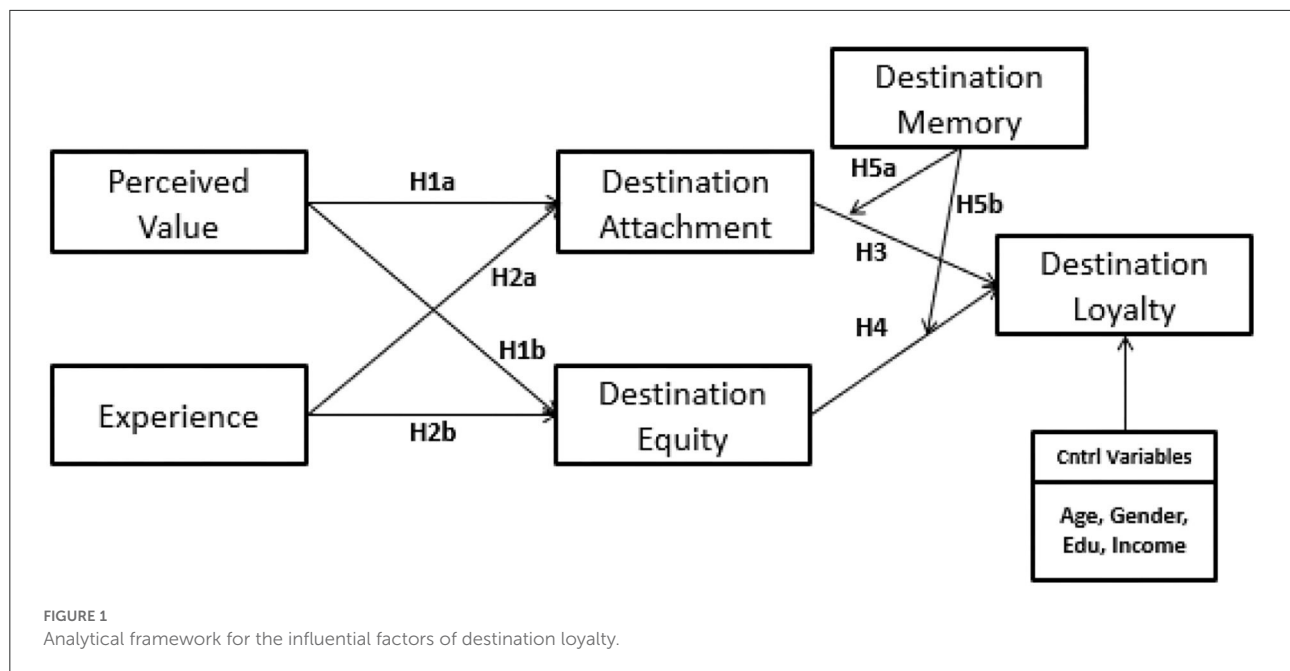 Destination
Memory
Perceived
Value
H1a
Destination
Attachment
H5a
H5b
H3
H2a
Destination
Loyalty
H4
H1b
Experience
H2b
Destination
Equity
Cntrl Variables
Age, Gender,
Edu, Income
FIGURE 1
Analytical framework for the influential factors of destination loyalty.